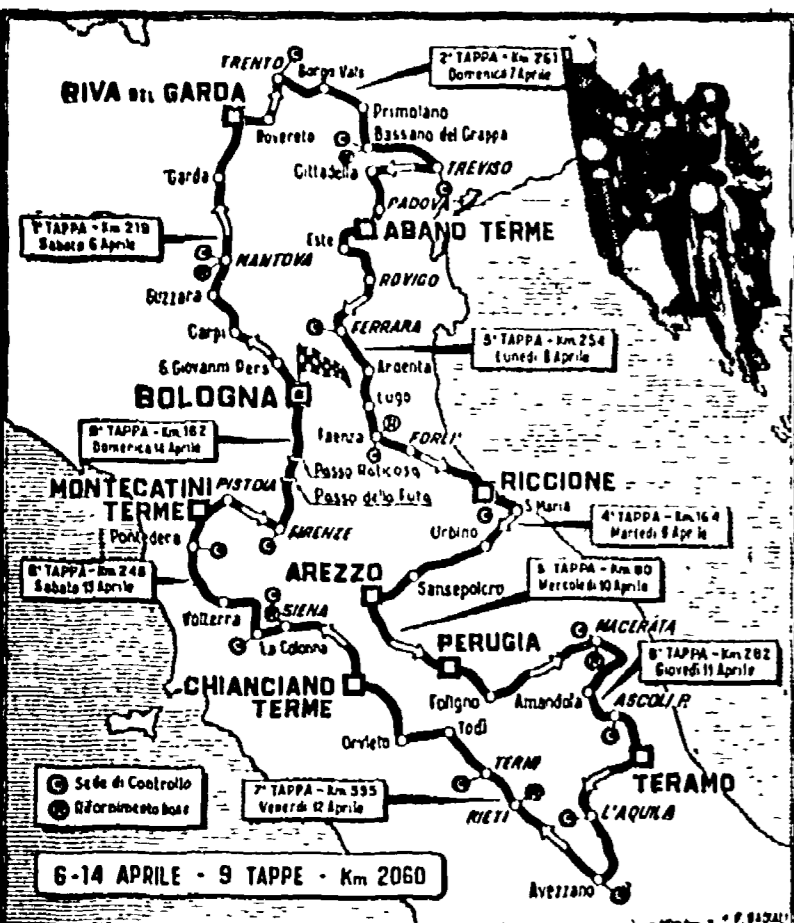 TRENTO
Borgo Vals
2ª TAPPA - Km 261
Domenica 7 Aprile
RIVA DEL GARDA
Rovereto
Primolano
Bassano del Grappa
Garda
Cittadella
TREVISO
PADOVA
1ª TAPPA - Km 219
Sabato 6 Aprile
Este
ABANO TERME
MANTOVA
ROVIGO
Guzzara
FERRARA
Carpi
3ª TAPPA - Km 254
Lunedi 8 Aprile
S. Giovanni Pers
Argenta
BOLOGNA
Lugo
9ª TAPPA - Km 162
Domenica 14 Aprile
Faenza
FORLI'
Passo Raticosa
PISTOIA
Passo della Futa
RICCIONE
MONTECATINI
TERME
S. Maria
FIRENZE
Pontedera
Urbino
4ª TAPPA - Km 164
Martedi 9 Aprile
8ª TAPPA - Km 248
Sabato 13 Aprile
AREZZO
Sansepolcro
5 TAPPA - Km 80
Mercoledi 10 Aprile
Volterra
SIENA
MACERATA
La Colonna
PERUGIA
6ª TAPPA - Km 282
Giovedi 11 Aprile
CHIANCIANO
TERME
Foligno
Amandola
ASCOLI P.
Orvieto
Todi
TERAMO
C Sede di Controllo
R Rifornimento base
TERNI
7ª TAPPA - Km 335
Venerdi 12 Aprile
RIETI
L'AQUILA
6-14 APRILE - 9 TAPPE - Km 2060
Avezzano